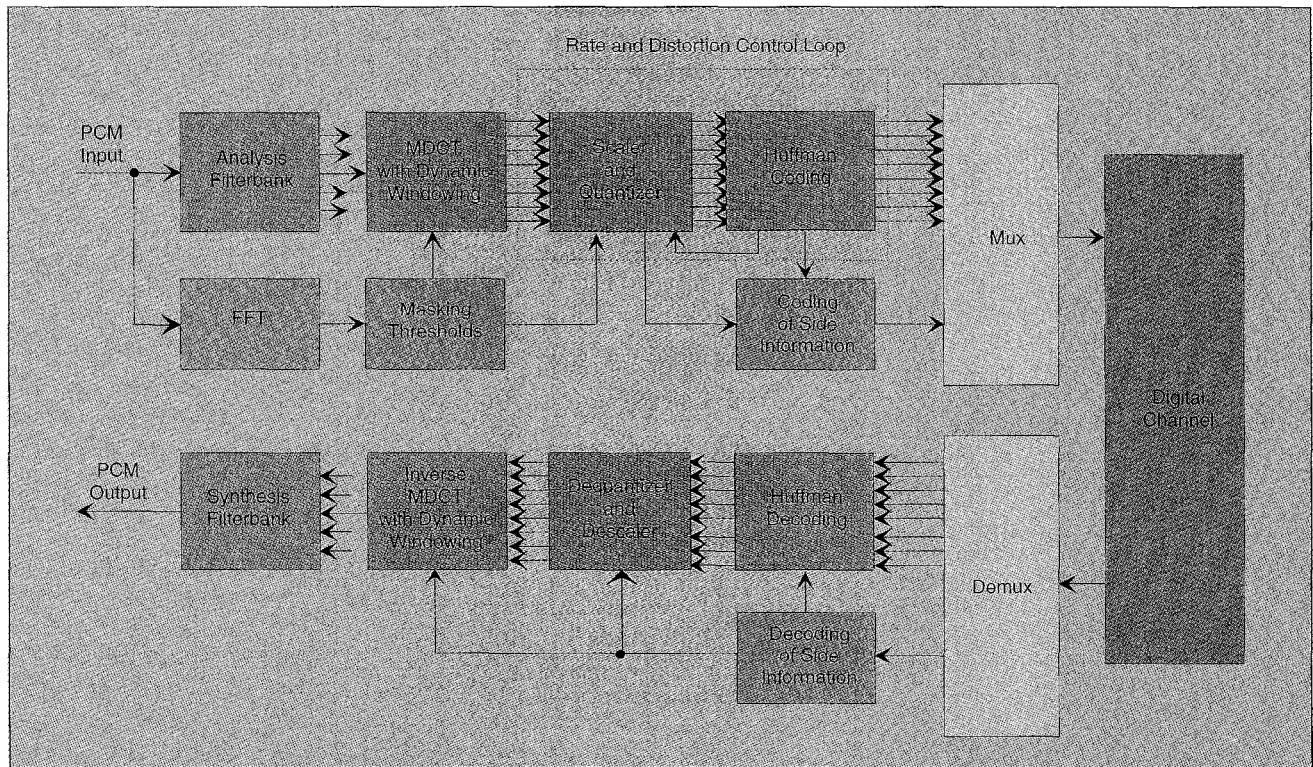 Rate and Distortion Control Loop
PCM
Input
Analysis
Filterbank
MDCT
with Dynamic
Windowing
Scaler
and
Quantizer
Huffman
Coding
Mux
FFT
Masking
Thresholds
Coding
of Side
Information
Digital
Channel
PCM
Output
Synthesis
Filterbank
Inverse
MDCT
with Dynamic
Windowing
Dequantizer
and
Descaler
Huffman
Decoding
Demux
Decoding
of Side
Information